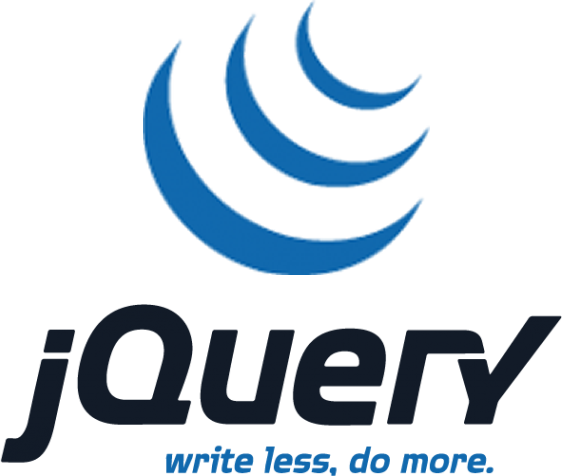 jQuery
write less, do more.